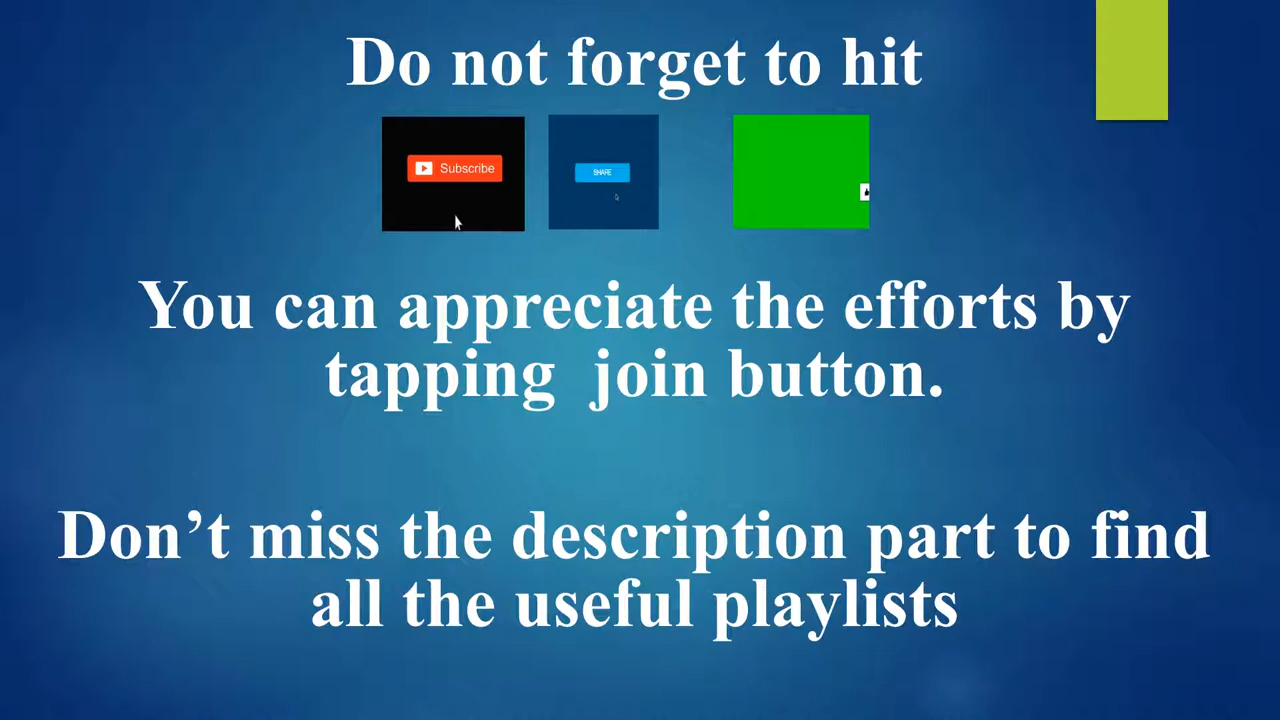 Do not forget to hit
Subscribe
SHARE
You can appreciate the efforts by
tapping  join button.
Don’t miss the description part to find
all the useful playlists